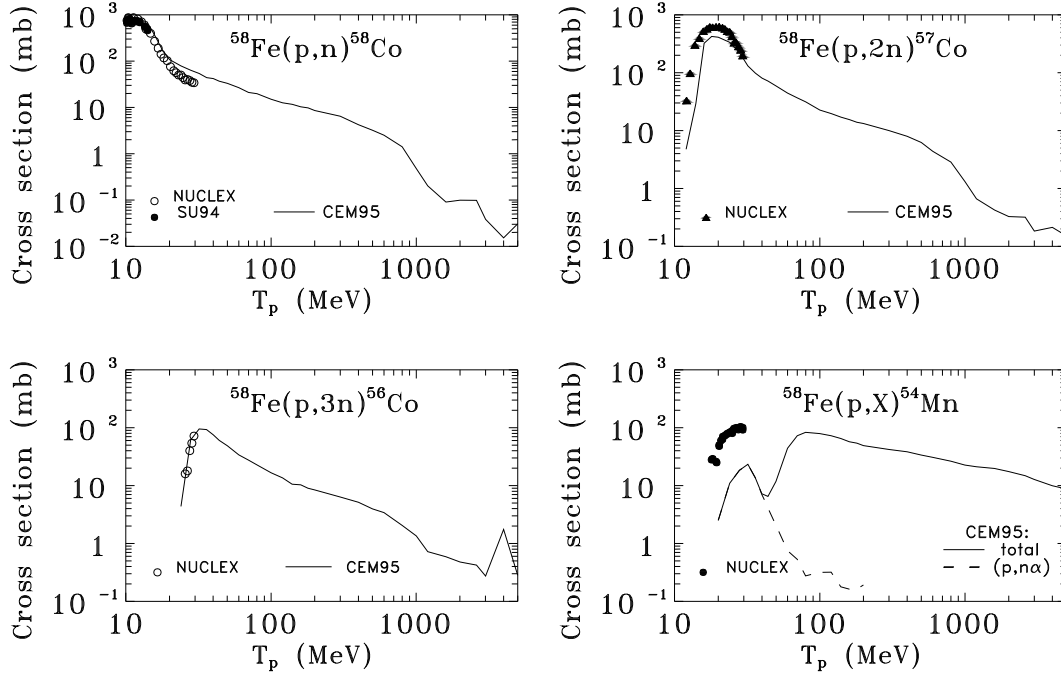 ⁵⁸Fe(p,n)⁵⁸Co
Cross section (mb)
10 ³
10 ²
10
1
10 ⁻¹
10 ⁻²
NUCLEX
SU94
CEM95
10 100 1000
Tₚ (MeV)
⁵⁸Fe(p,2n)⁵⁷Co
Cross section (mb)
10 ³
10 ²
10
1
10 ⁻¹
NUCLEX CEM95
10 100 1000
Tₚ (MeV)
⁵⁸Fe(p,3n)⁵⁶Co
Cross section (mb)
10 ³
10 ²
10
1
10 ⁻¹
NUCLEX CEM95
10 100 1000
Tₚ (MeV)
⁵⁸Fe(p,X)⁵⁴Mn
Cross section (mb)
10 ³
10 ²
10
1
10 ⁻¹
NUCLEX
CEM95:
total
(p,nα)
10 100 1000
Tₚ (MeV)